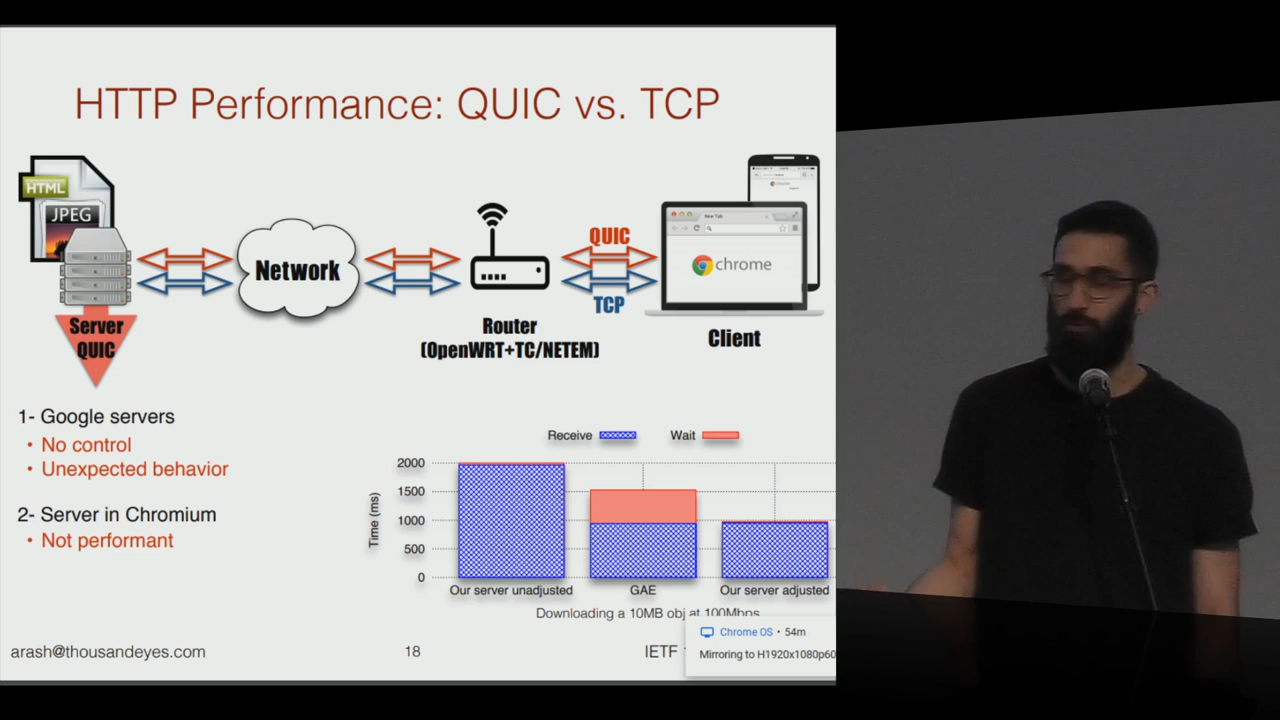 HTTP Performance: QUIC vs. TCP
HTML
JPEG
Network
QUIC
TCP
New Tab
chrome
chrome
Server
QUIC
Router
(OpenWRT+TC/NETEM)
Client
1- Google servers
• No control
• Unexpected behavior
2- Server in Chromium
• Not performant
Receive
Wait
Time (ms)
2000
1500
1000
500
0
Our server unadjusted
GAE
Our server adjusted
Downloading a 10MB obj at 100Mbps
arash@thousandeyes.com
18
IETF
Chrome OS • 54m
Mirroring to H1920x1080p60